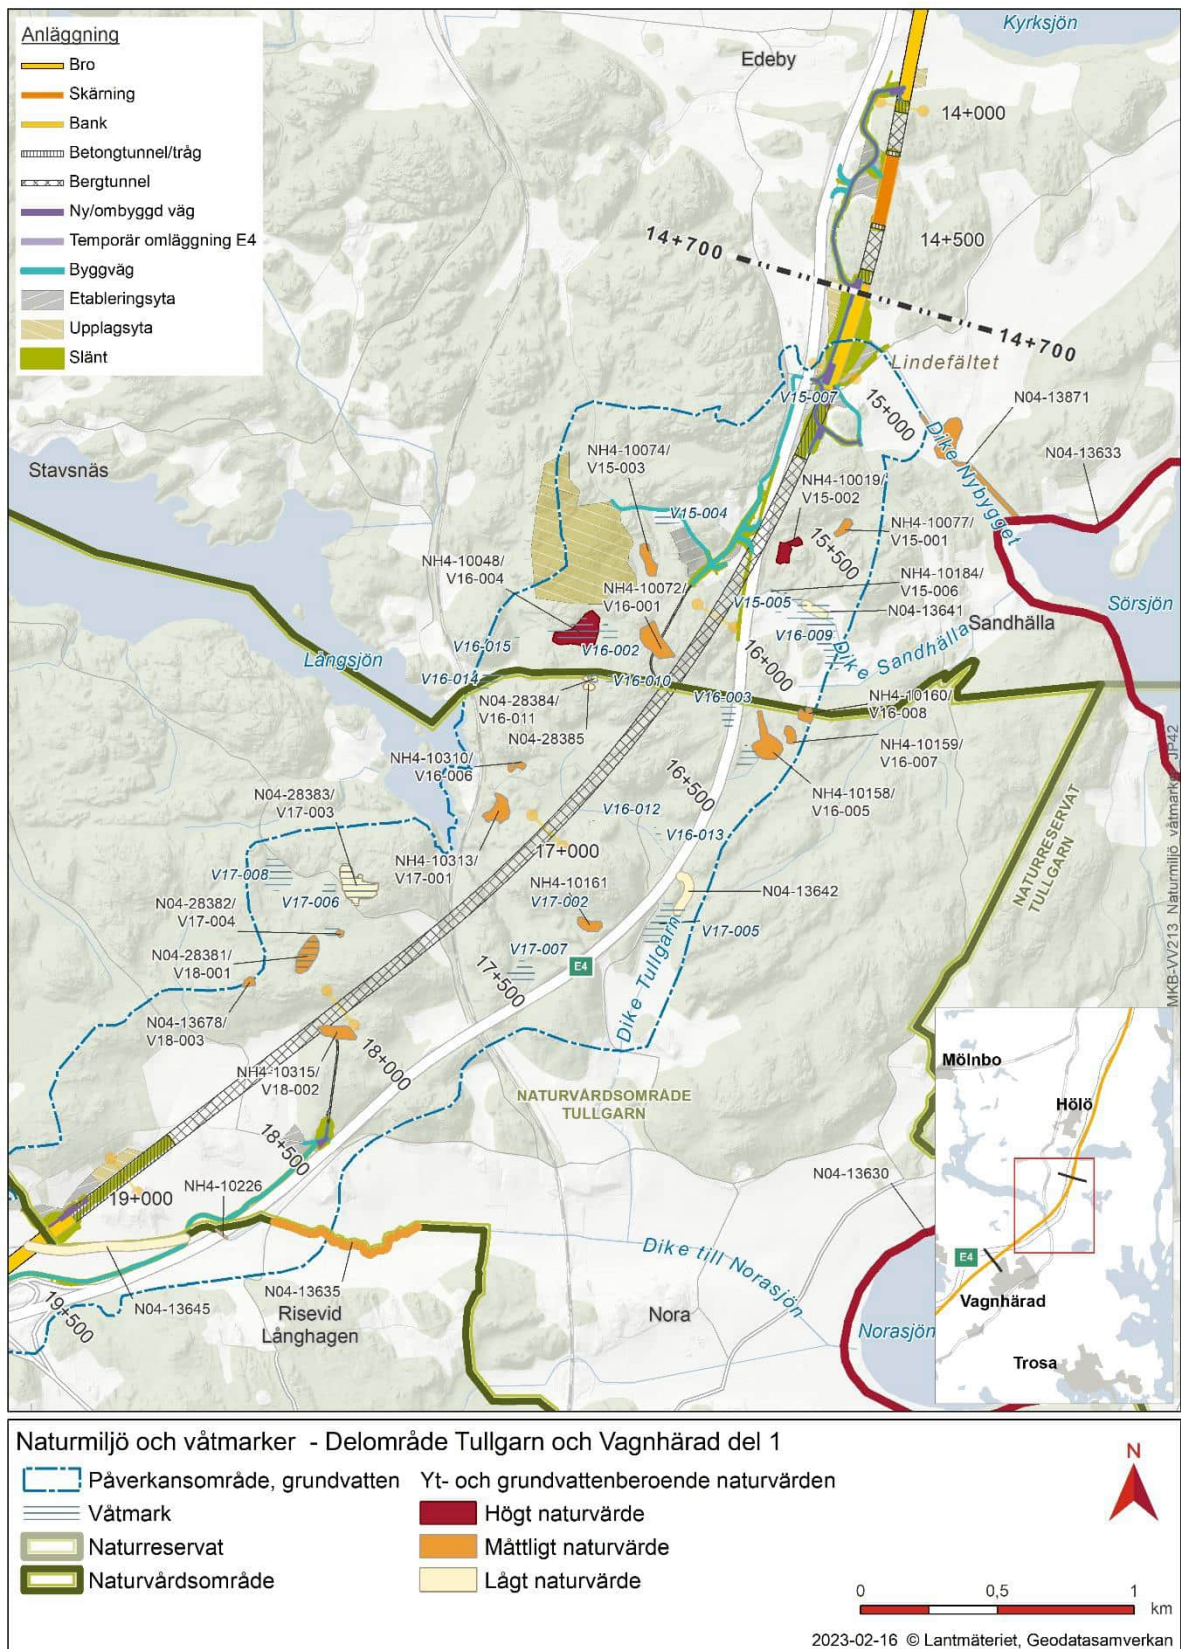 Anläggning
Bro
Skärning
Bank
Betongtunnel/tråg
Bergtunnel
Ny/ombyggd väg
Temporär omläggning E4
Byggväg
Etableringsyta
Upplagsyta
Slänt
Kyrksjön
Edeby
14+000
14+500
14+700
14+700
Lindefältet
V15-007
15+000
N04-13871
Dike Nybygget
N04-13633
Stavsnäs
NH4-10074/
V15-003
NH4-10019/
V15-002
V15-004
15+500
NH4-10077/
V15-001
NH4-10048/
V16-004
NH4-10072/
V16-001
NH4-10184/
V15-006
V15-005
N04-13641
Sörsjön
Sandhälla
V16-015
V16-002
V16-009
Dike Sandhälla
Långsjön
16+000
V16-014
V16-010
V16-003
N04-28384/
V16-011
N04-28385
NH4-10160/
V16-008
NH4-10159/
V16-007
NH4-10310/
V16-006
16+500
NH4-10158/
V16-005
N04-28383/
V17-003
V16-012
V16-013
NATURRESERVAT
TULLGARN
NH4-10313/
V17-001
17+000
V17-008
V17-006
NH4-10161
V17-002
N04-13642
N04-28382/
V17-004
V17-005
N04-28381/
V18-001
V17-007
E4
17+500
Dike Tullgarn
N04-13678/
V18-003
18+000
NH4-10315/
V18-002
NATURVÅRDSOMRÅDE
TULLGARN
18+500
19+000
NH4-10226
N04-13630
Dike till Norasjön
N04-13645
N04-13635
19+500
Risevid
Långhagen
Nora
Norasjön
Mölnbo
Hölö
E4
Vagnhärad
Trosa
MKB-VV213 Naturmiljö våtmarker JP42
Naturmiljö och våtmarker - Delområde Tullgarn och Vagnhärad del 1
Påverkansområde, grundvatten
Våtmark
Naturreservat
Naturvårdsområde
Yt- och grundvattenberoende naturvärden
Högt naturvärde
Måttligt naturvärde
Lågt naturvärde
N
0 0,5 1
km
2023-02-16 © Lantmäteriet, Geodatasamverkan